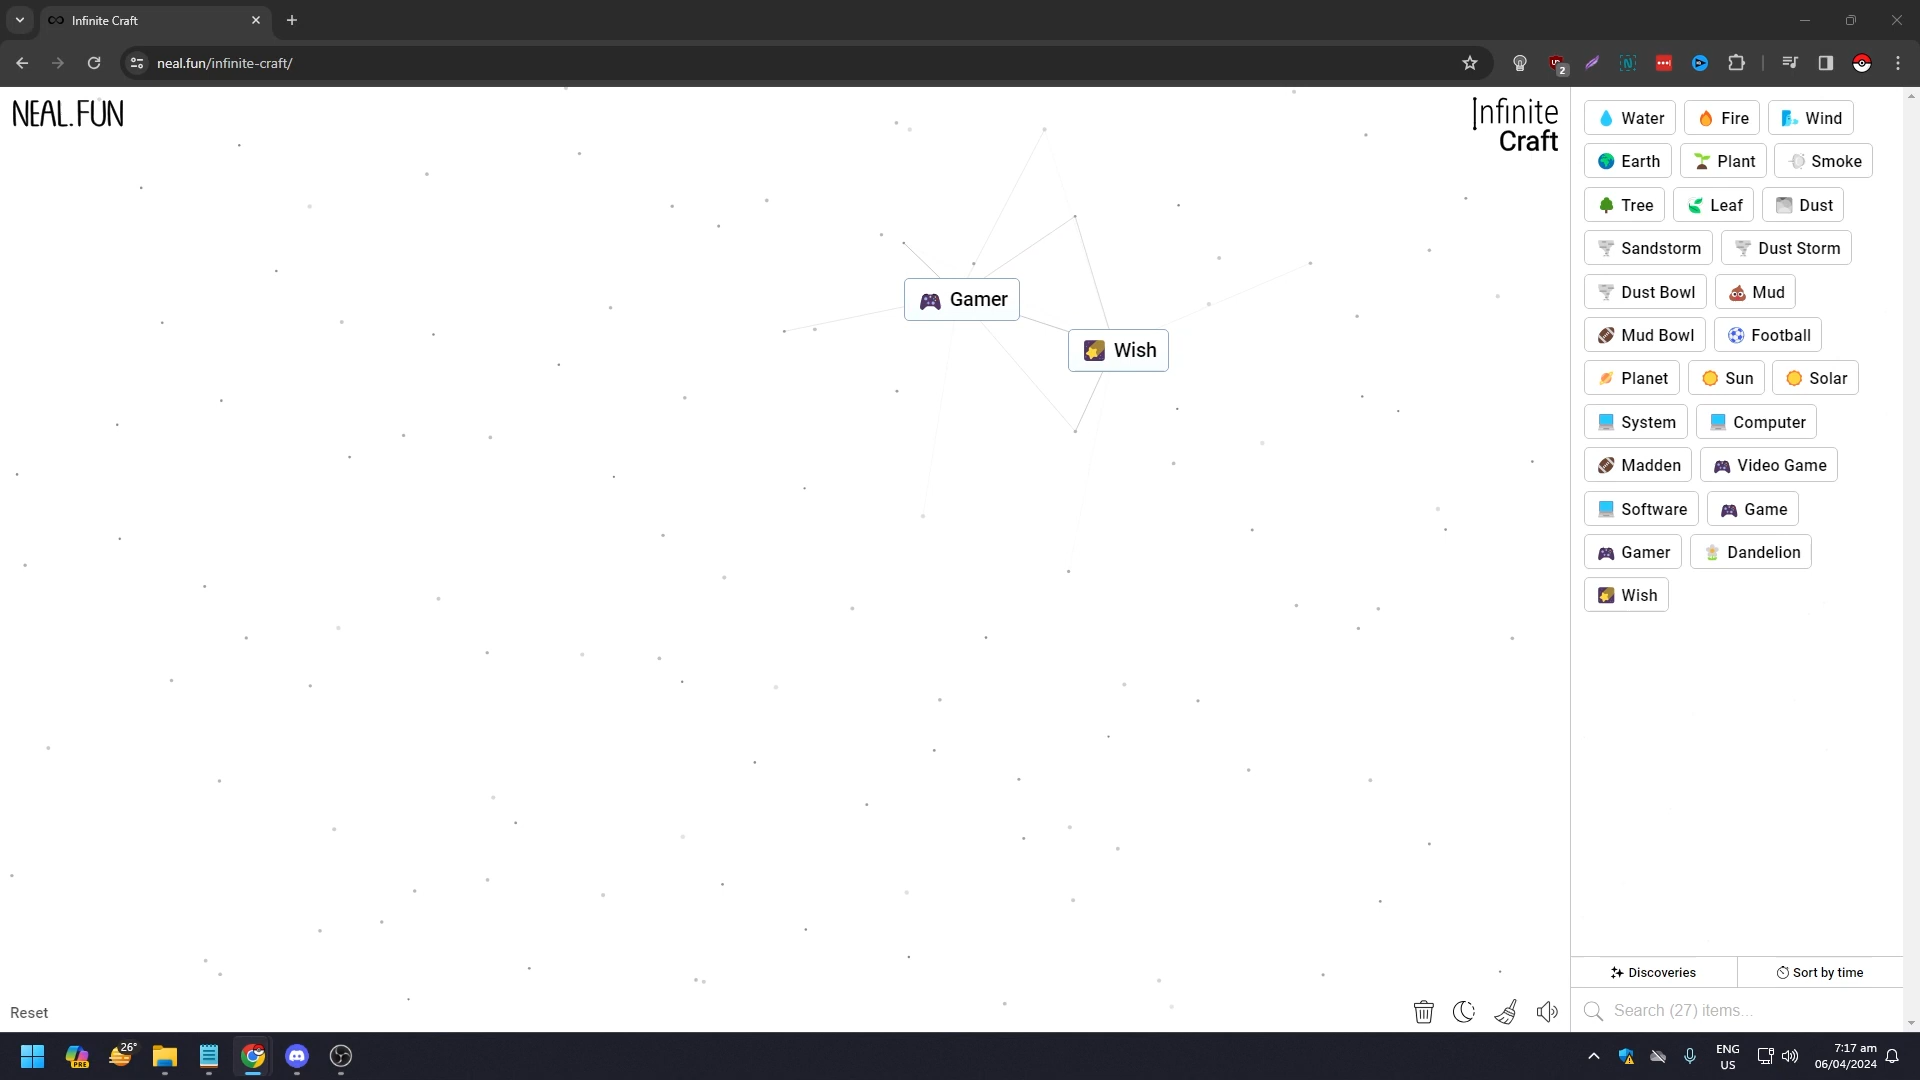 Infinite Craft
neal.fun/infinite-craft/
2
NEAL.FUN
Infinite
Craft
Gamer
Wish
Water Fire Wind
Earth Plant Smoke
Tree Leaf Dust
Sandstorm Dust Storm
Dust Bowl Mud
Mud Bowl Football
Planet Sun Solar
System Computer
Madden Video Game
Software Game
Gamer Dandelion
Wish
Discoveries Sort by time
Search (27) items...
Reset
PRE
26°
ENG
US
7:17 am
06/04/2024